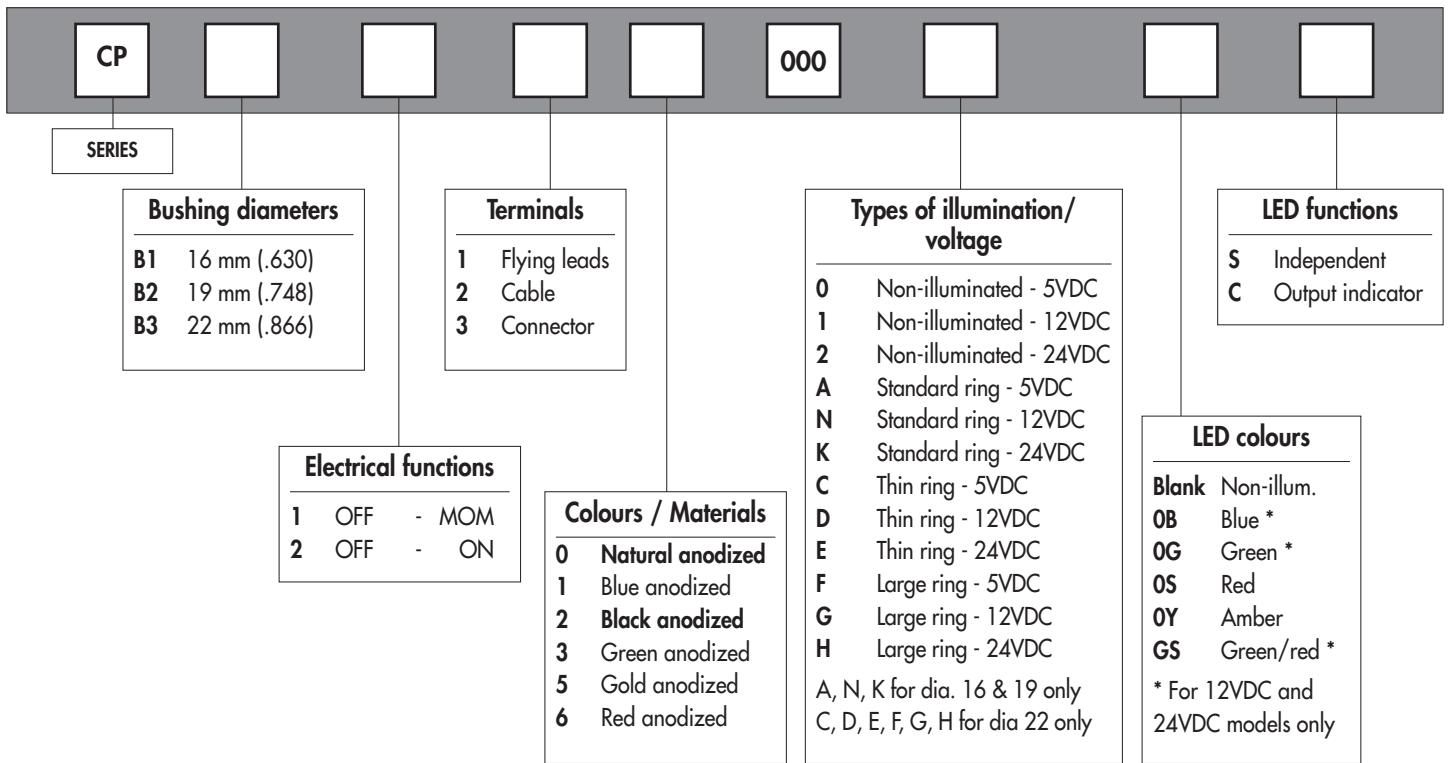 CP 000
SERIES
Bushing diameters
B1 16 mm (.630)
B2 19 mm (.748)
B3 22 mm (.866)
Electrical functions
1 OFF - MOM
2 OFF - ON
Terminals
1 Flying leads
2 Cable
3 Connector
Colours / Materials
0 Natural anodized
1 Blue anodized
2 Black anodized
3 Green anodized
5 Gold anodized
6 Red anodized
Types of illumination/
voltage
0 Non-illuminated - 5VDC
1 Non-illuminated - 12VDC
2 Non-illuminated - 24VDC
A Standard ring - 5VDC
N Standard ring - 12VDC
K Standard ring - 24VDC
C Thin ring - 5VDC
D Thin ring - 12VDC
E Thin ring - 24VDC
F Large ring - 5VDC
G Large ring - 12VDC
H Large ring - 24VDC
A, N, K for dia. 16 & 19 only
C, D, E, F, G, H for dia 22 only
LED colours
Blank Non-illum.
0B Blue *
0G Green *
0S Red
0Y Amber
GS Green/red *
* For 12VDC and
24VDC models only
LED functions
S Independent
C Output indicator